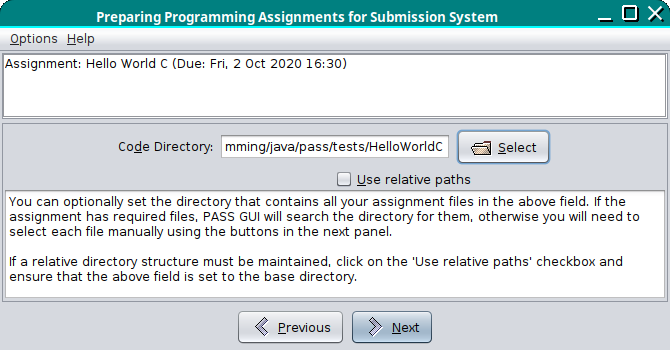 Preparing Programming Assignments for Submission System
Options Help
Assignment: Hello World C (Due: Fri, 2 Oct 2020 16:30)
Code Directory: mming/java/pass/tests/HelloWorldC Select
Use relative paths
You can optionally set the directory that contains all your assignment files in the above field. If the
assignment has required files, PASS GUI will search the directory for them, otherwise you will need to
select each file manually using the buttons in the next panel.
If a relative directory structure must be maintained, click on the 'Use relative paths' checkbox and
ensure that the above field is set to the base directory.
Previous Next